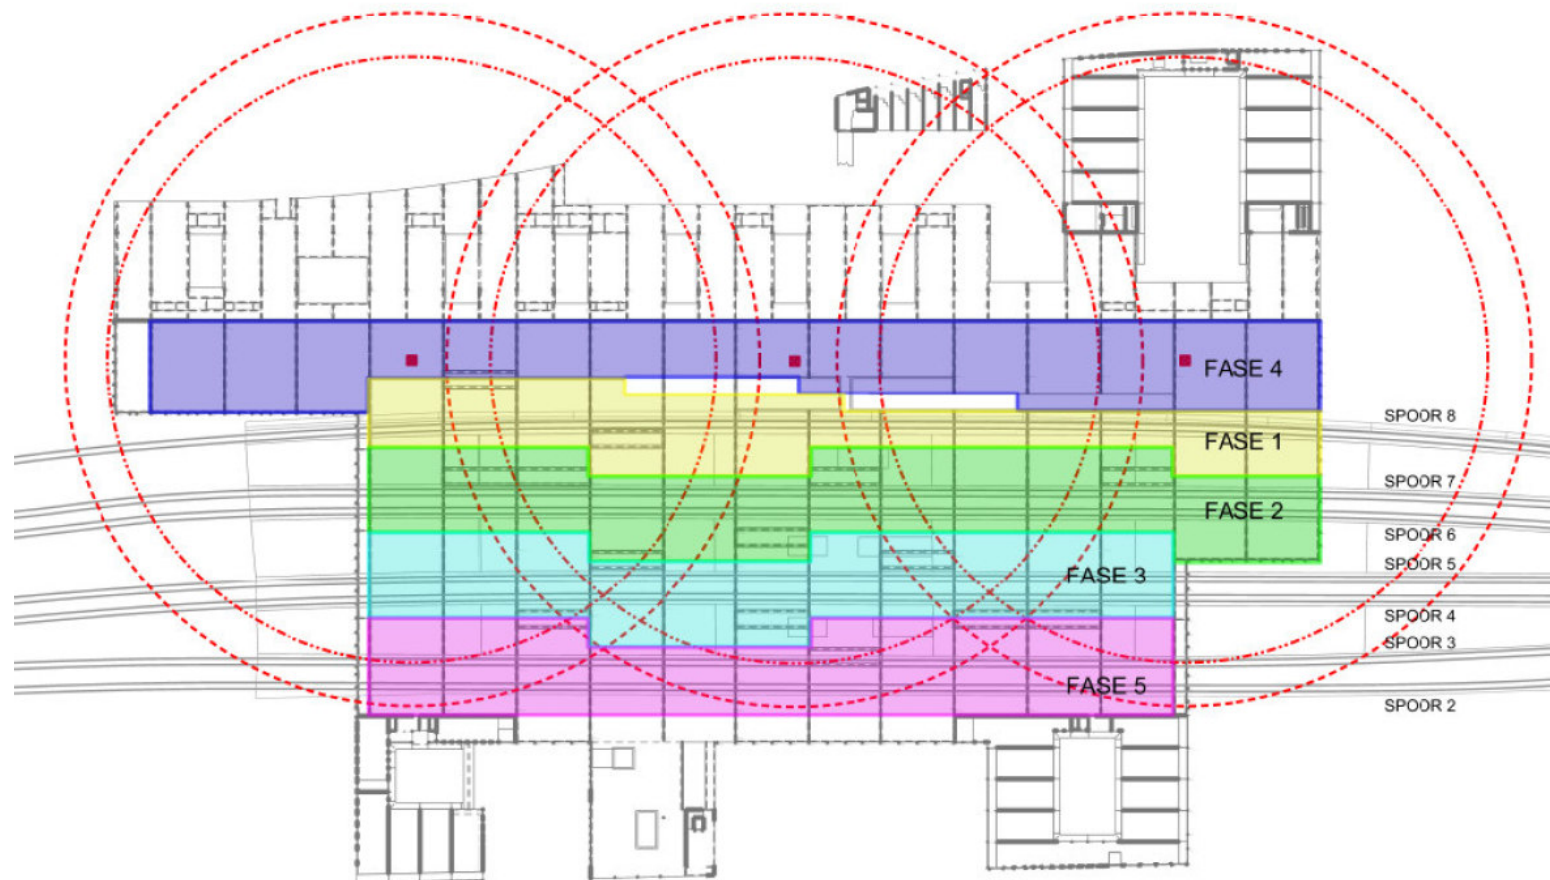 FASE 4
SPOOR 8
FASE 1
SPOOR 7
FASE 2
SPOOR 6
SPOOR 5
FASE 3
SPOOR 4
SPOOR 3
FASE 5
SPOOR 2